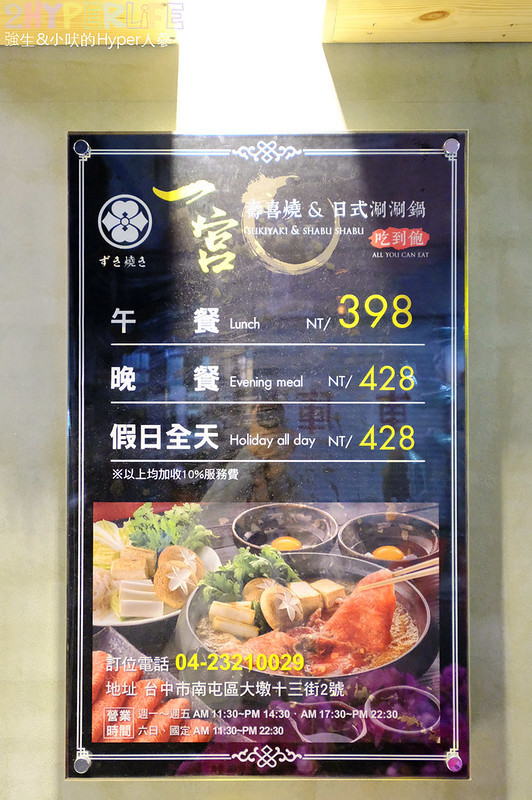 2HYPERLIFE
強生&小吠的Hyper人蔘
一宮
壽喜燒 & 日式涮涮鍋
SUKIYAKI & SHABU SHABU
吃到飽
ALL YOU CAN EAT
ずき燒き
午 餐 Lunch NT/ 398
晚 餐 Evening meal NT/ 428
假日全天 Holiday all day NT/ 428
※以上均加收10%服務費
訂位電話 04-23210029
地址 台中市南屯區大墩十三街2號
營業時間 週一~週五 AM 11:30~PM 14:30、AM 17:30~PM 22:30
六日、國定 AM 11:30~PM 22:30